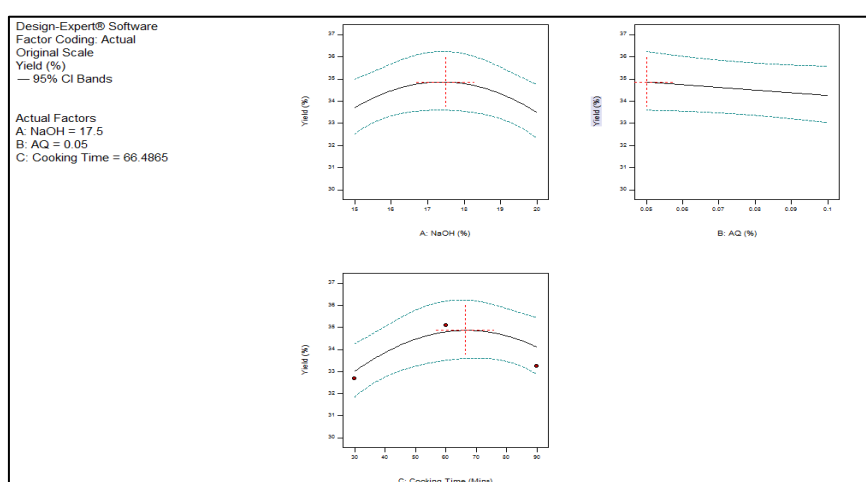 Design-Expert® Software
Factor Coding: Actual
Original Scale
Yield (%)
— 95% CI Bands
Actual Factors
A: NaOH = 17.5
B: AQ = 0.05
C: Cooking Time = 66.4865
37
36
35
34
33
32
31
30
Yield (%)
15 16 17 18 19 20
A: NaOH (%)
37
36
35
34
33
32
31
30
Yield (%)
0.05 0.06 0.07 0.08 0.09 0.1
B: AQ (%)
37
36
35
34
33
32
31
30
Yield (%)
30 40 50 60 70 80 90
C: Cooking Time (Mins)